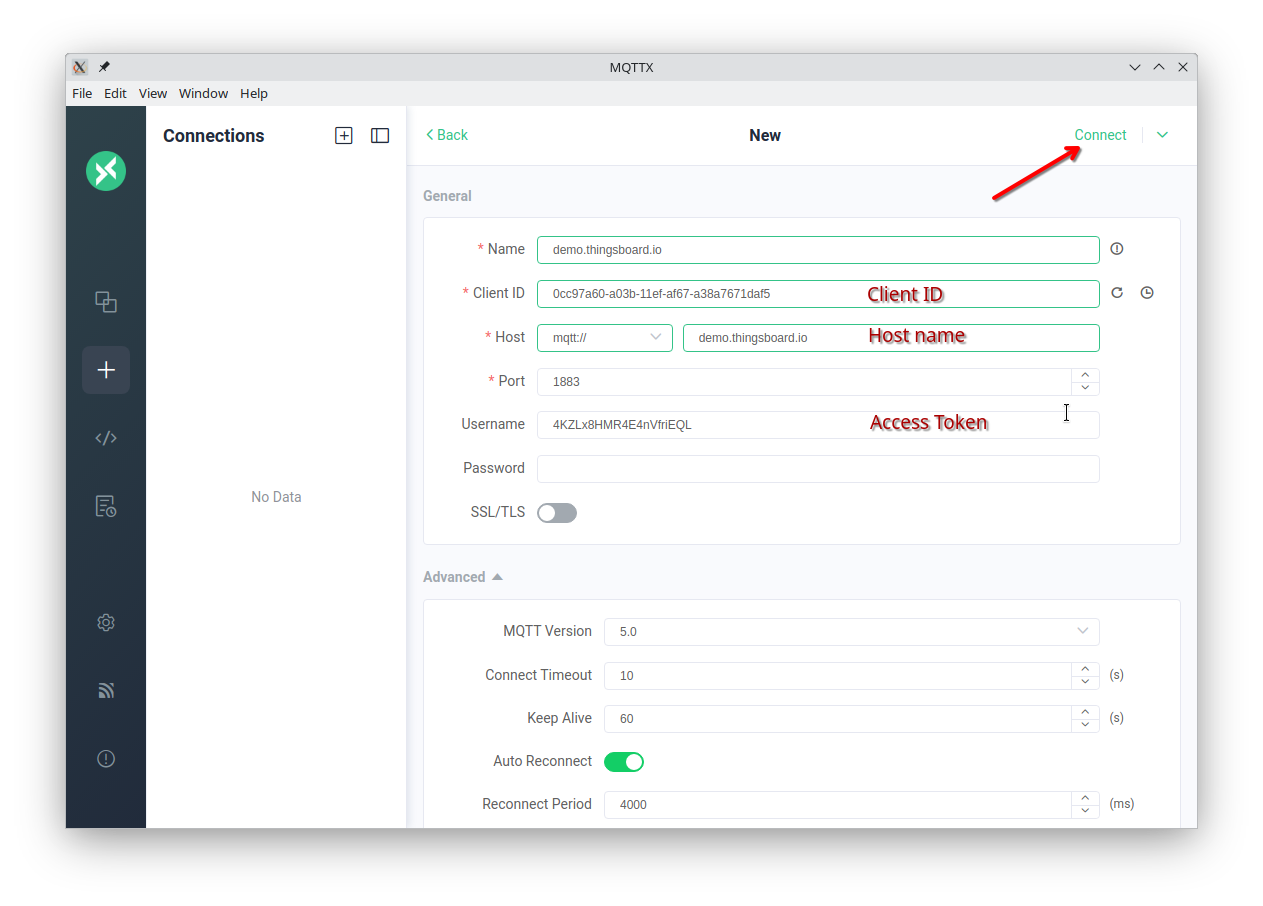 MQTTX
File Edit View Window Help
Connections
Back New Connect
General
* Name demo.thingsboard.io
* Client ID 0cc97a60-a03b-11ef-af67-a38a7671daf5 Client ID
* Host mqtt:// demo.thingsboard.io Host name
* Port 1883
Username 4KZLx8HMR4E4nVfriEQL Access Token
Password
No Data
SSL/TLS
Advanced
MQTT Version 5.0
Connect Timeout 10 (s)
Keep Alive 60 (s)
Auto Reconnect
Reconnect Period 4000 (ms)